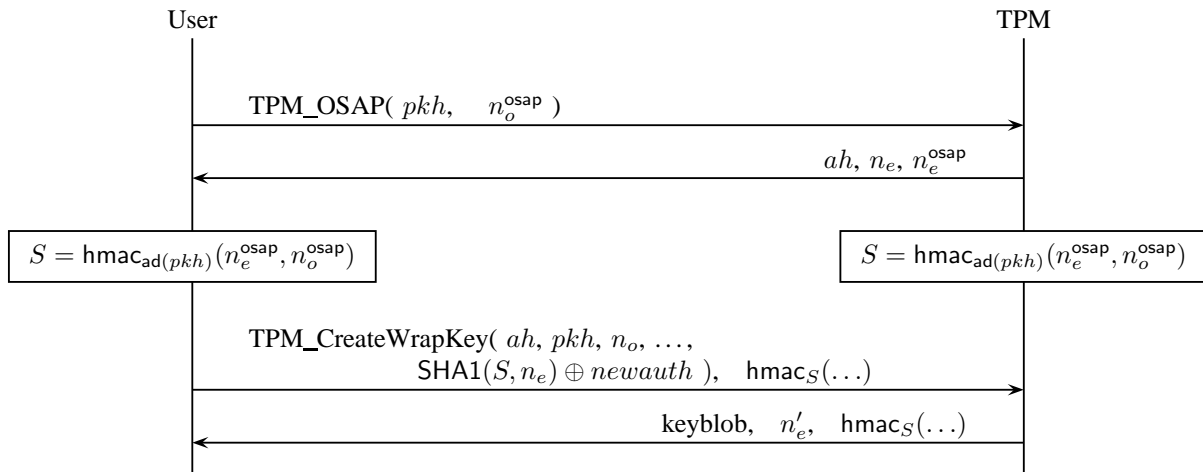 User TPM
TPM_OSAP( pkh, n_o^osap )
ah, n_e, n_e^osap
S = hmac_ad(pkh)(n_e^osap, n_o^osap) S = hmac_ad(pkh)(n_e^osap, n_o^osap)
TPM_CreateWrapKey( ah, pkh, n_o, …,
SHA1(S, n_e) ⊕ newauth ), hmac_S(…)
keyblob, n′_e, hmac_S(…)